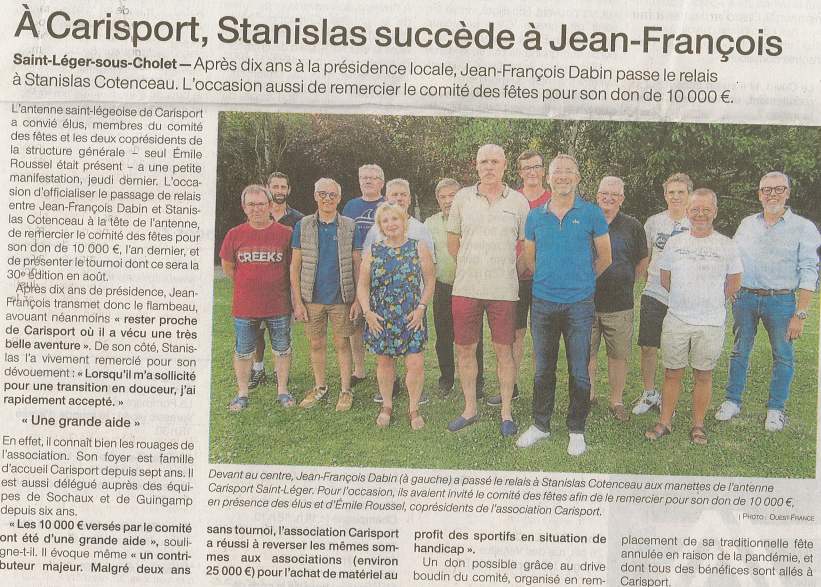 À Carisport, Stanislas succède à Jean-François
Saint-Léger-sous-Cholet — Après dix ans à la présidence locale, Jean-François Dabin passe le relais
à Stanislas Cotenceau. L'occasion aussi de remercier le comité des fêtes pour son don de 10 000 €.
L'antenne saint-légeoise de Carisport
a convié élus, membres du comité
des fêtes et les deux coprésidents de
la structure générale – seul Émile
Roussel était présent – a une petite
manifestation, jeudi dernier. L'occa-
sion d'officialiser le passage de relais
entre Jean-François Dabin et Stanis-
las Cotenceau à la tête de l'antenne,
de remercier le comité des fêtes pour
son don de 10 000 €, l'an dernier, et
de présenter le tournoi dont ce sera la
30e édition en août.
Après dix ans de présidence, Jean-
François transmet donc le flambeau,
avouant néanmoins « rester proche
de Carisport où il a vécu une très
belle aventure ». De son côté, Stanis-
las l'a vivement remercié pour son
dévouement : « Lorsqu'il m'a sollicité
pour une transition en douceur, j'ai
rapidement accepté. »
« Une grande aide »
En effet, il connaît bien les rouages de
l'association. Son foyer est famille
d'accueil Carisport depuis sept ans. Il
est aussi délégué auprès des équi-
pes de Sochaux et de Guingamp
depuis six ans.
« Les 10 000 € versés par le comité
ont été d'une grande aide », souli-
gne-t-il. Il évoque même « un contri-
buteur majeur. Malgré deux ans
CREEKS
Devant au centre, Jean-François Dabin (à gauche) a passé le relais à Stanislas Cotenceau aux manettes de l'antenne
Carisport Saint-Léger. Pour l'occasion, ils avaient invité le comité des fêtes afin de le remercier pour son don de 10 000 €,
en présence des élus et d'Émile Roussel, coprésidents de l'association Carisport.
| Photo : Ouest-France
sans tournoi, l'association Carisport
a réussi à reverser les mêmes som-
mes aux associations (environ
25 000 €) pour l'achat de matériel au
profit des sportifs en situation de
handicap ».
Un don possible grâce au drive
boudin du comité, organisé en rem-
placement de sa traditionnelle fête
annulée en raison de la pandémie, et
dont tous des bénéfices sont allés à
Carisport.